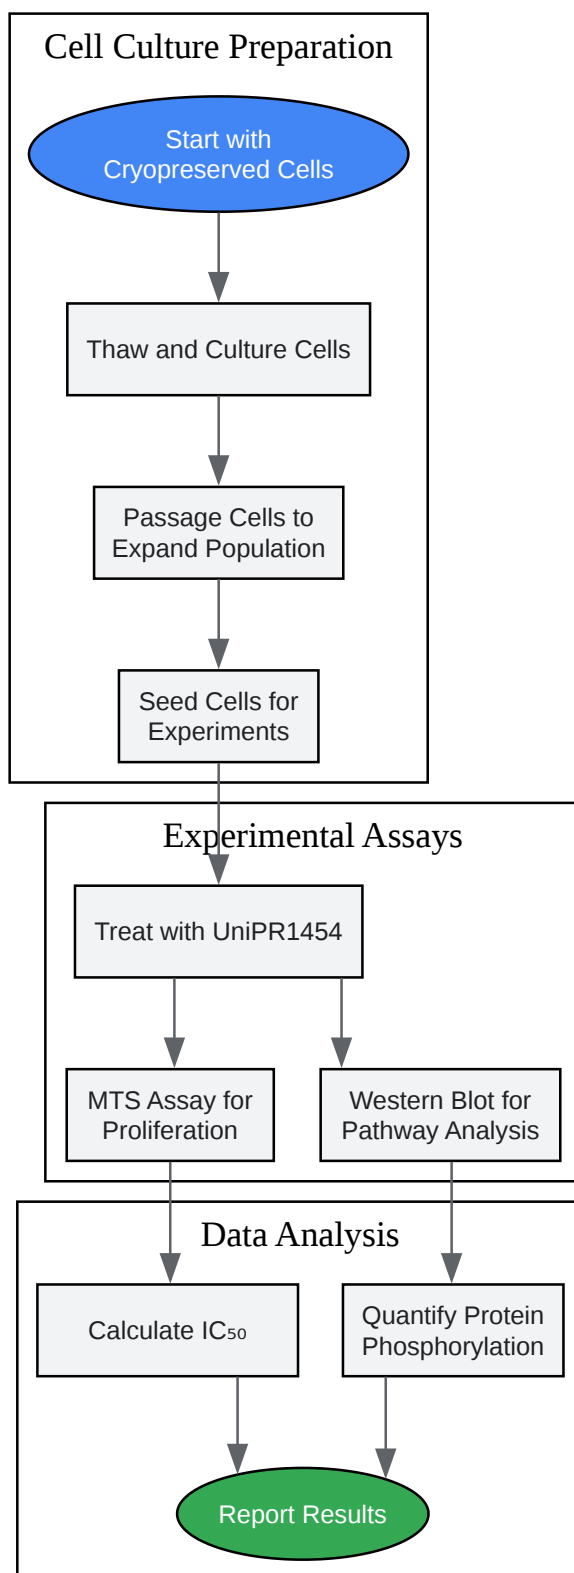 Cell Culture Preparation
Start with
Cryopreserved Cells
Thaw and Culture Cells
Passage Cells to
Expand Population
Seed Cells for
Experiments
Experimental Assays
Treat with UniPR1454
MTS Assay for
Proliferation
Western Blot for
Pathway Analysis
Data Analysis
Calculate IC₅₀
Quantify Protein
Phosphorylation
Report Results